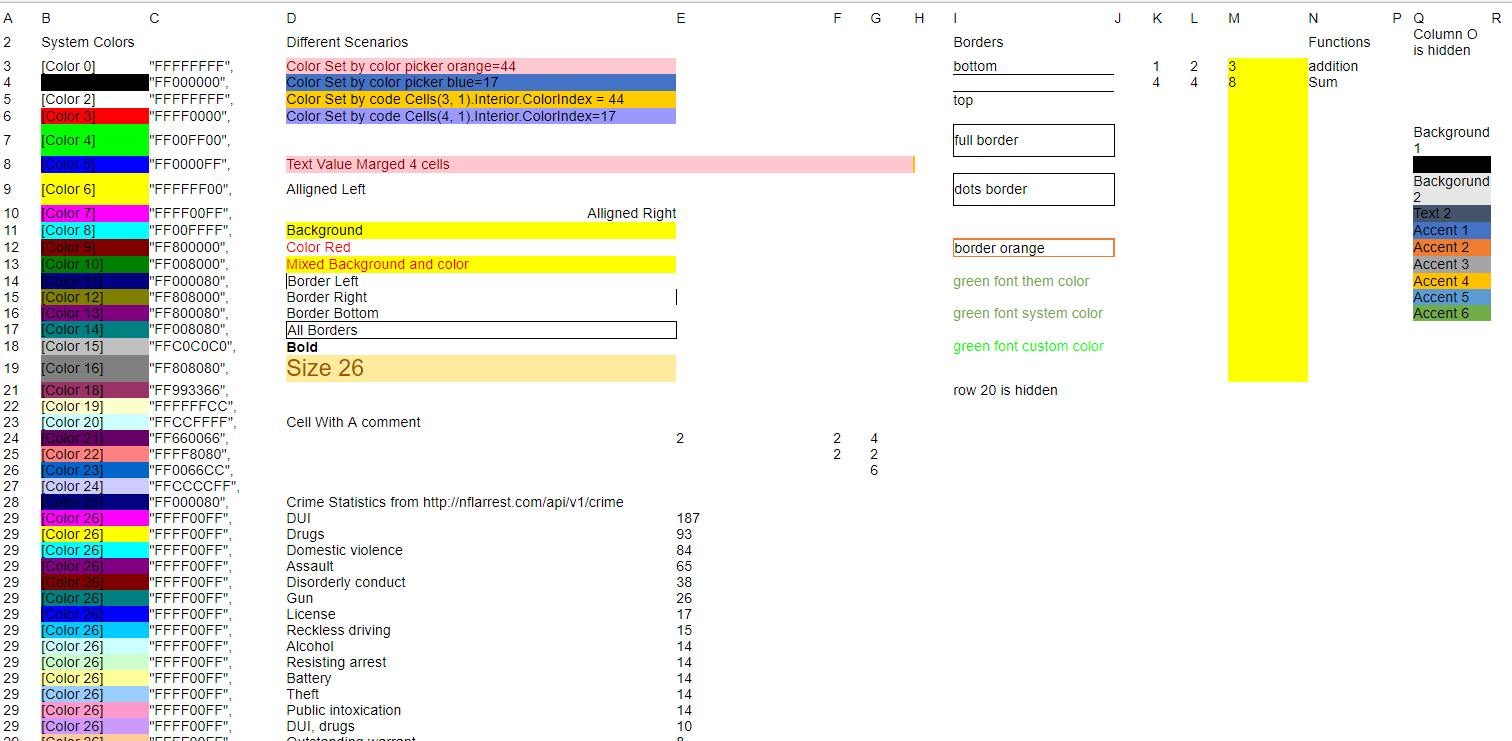 A B C D E F G H I J K L M N P Q R
2 System Colors Different Scenarios Borders Functions Column O
is hidden
3 [Color 0] "FFFFFFFF", Color Set by color picker orange=44 bottom 1 2 3 addition
4 "FF000000", Color Set by color picker blue=17 4 4 8 Sum
5 [Color 2] "FFFFFFFF", Color Set by code Cells(3, 1).Interior.ColorIndex = 44 top
6 [Color 3] "FFFF0000", Color Set by code Cells(4, 1).Interior.ColorIndex=17
7 [Color 4] "FF00FF00", full border Background
1
8 [Color 5] "FF0000FF", Text Value Marged 4 cells
9 [Color 6] "FFFFFF00", Alligned Left dots border Backgorund
2
10 [Color 7] "FFFF00FF", Alligned Right Text 2
11 [Color 8] "FF00FFFF", Background Accent 1
12 [Color 9] "FF800000", Color Red border orange Accent 2
13 [Color 10] "FF008000", Mixed Background and color Accent 3
14 [Color 11] "FF000080", Border Left green font them color Accent 4
15 [Color 12] "FF808000", Border Right Accent 5
16 [Color 13] "FF800080", Border Bottom green font system color Accent 6
17 [Color 14] "FF008080", All Borders
18 [Color 15] "FFC0C0C0", Bold green font custom color
19 [Color 16] "FF808080", Size 26
21 [Color 18] "FF993366", row 20 is hidden
22 [Color 19] "FFFFFFCC",
23 [Color 20] "FFCCFFFF", Cell With A comment
24 [Color 21] "FF660066", 2 2 4
25 [Color 22] "FFFF8080", 2 2
26 [Color 23] "FF0066CC", 6
27 [Color 24] "FFCCCCFF",
28 [Color 25] "FF000080", Crime Statistics from http://nflarrest.com/api/v1/crime
29 [Color 26] "FFFF00FF", DUI 187
29 [Color 26] "FFFF00FF", Drugs 93
29 [Color 26] "FFFF00FF", Domestic violence 84
29 [Color 26] "FFFF00FF", Assault 65
29 [Color 26] "FFFF00FF", Disorderly conduct 38
29 [Color 26] "FFFF00FF", Gun 26
29 [Color 26] "FFFF00FF", License 17
29 [Color 26] "FFFF00FF", Reckless driving 15
29 [Color 26] "FFFF00FF", Alcohol 14
29 [Color 26] "FFFF00FF", Resisting arrest 14
29 [Color 26] "FFFF00FF", Battery 14
29 [Color 26] "FFFF00FF", Theft 14
29 [Color 26] "FFFF00FF", Public intoxication 14
29 [Color 26] "FFFF00FF", DUI, drugs 10
29 [Color 26] "FFFF00FF", Outstanding warrant 8